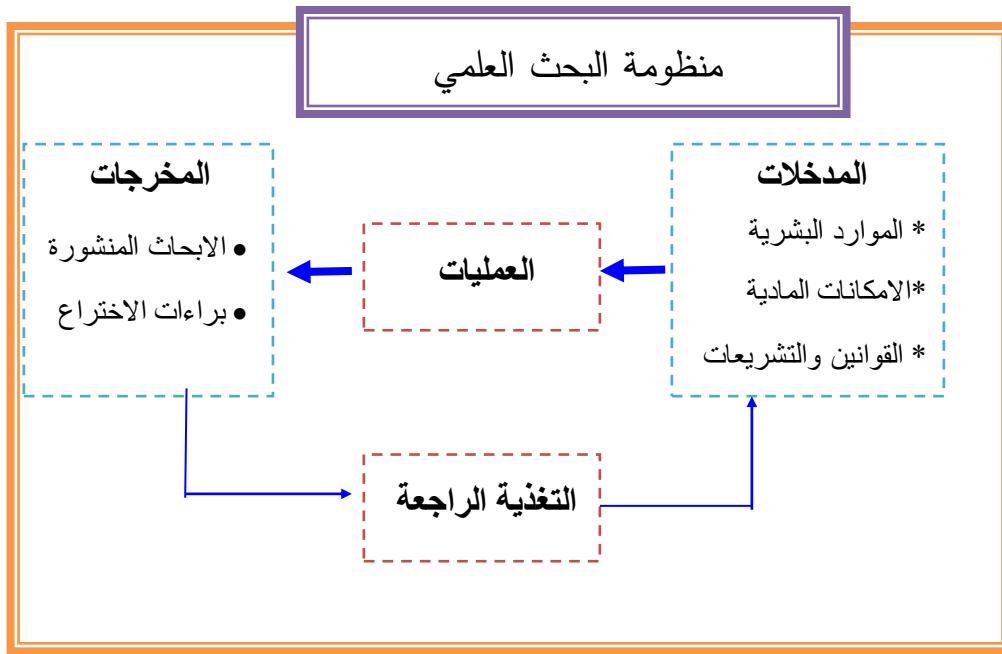 منظومة البحث العلمي
المدخلات
* الموارد البشرية
*الامكانات المادية
* القوانين والتشريعات
العمليات
المخرجات
● الابحاث المنشورة
● براءات الاختراع
التغذية الراجعة